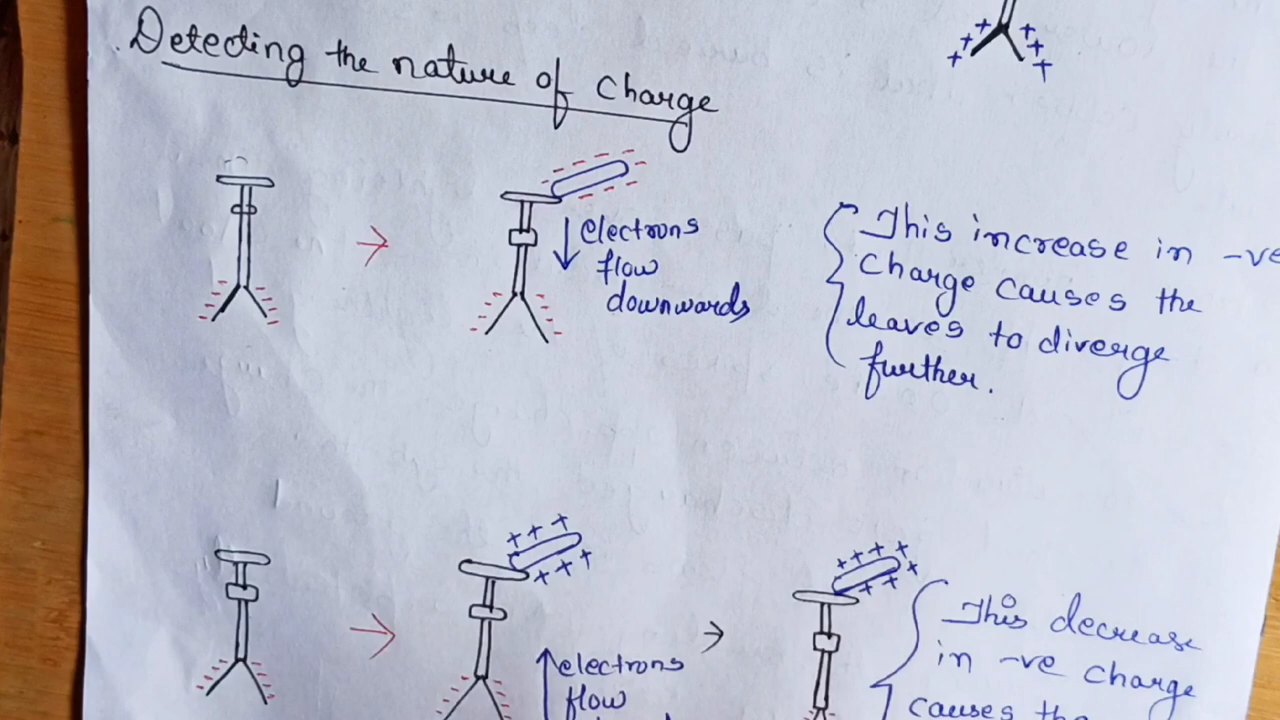 Detecting the nature of Charge
electrons
flow
downwards
This increase in -ve
Charge causes the
leaves to diverge
further.
electrons
flow
This decrease
in -ve charge
causes the